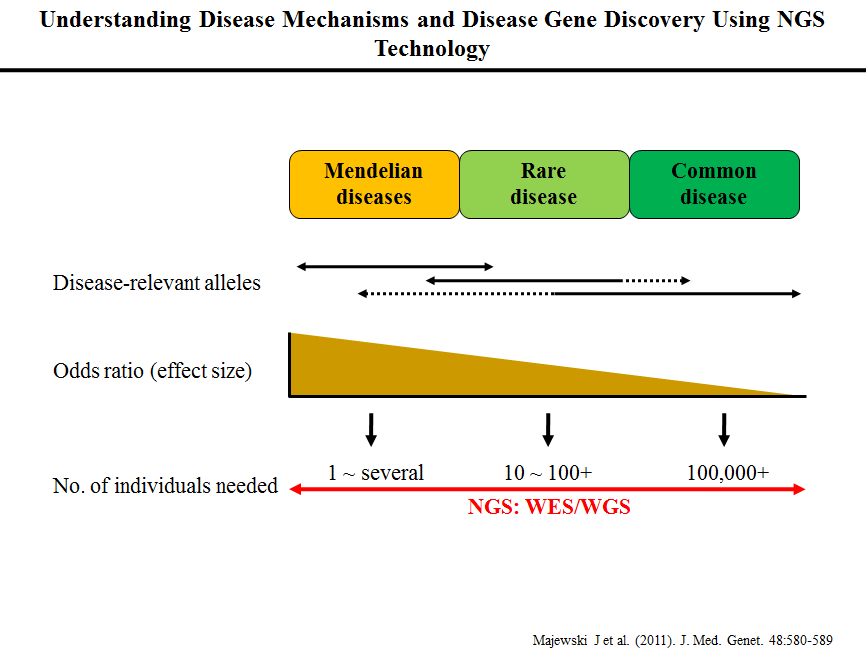 Understanding Disease Mechanisms and Disease Gene Discovery Using NGS
Technology
Mendelian
diseases
Rare
disease
Common
disease
Disease-relevant alleles
Odds ratio (effect size)
No. of individuals needed
1 ~ several
10 ~ 100+
100,000+
NGS: WES/WGS
Majewski J et al. (2011). J. Med. Genet. 48:580-589